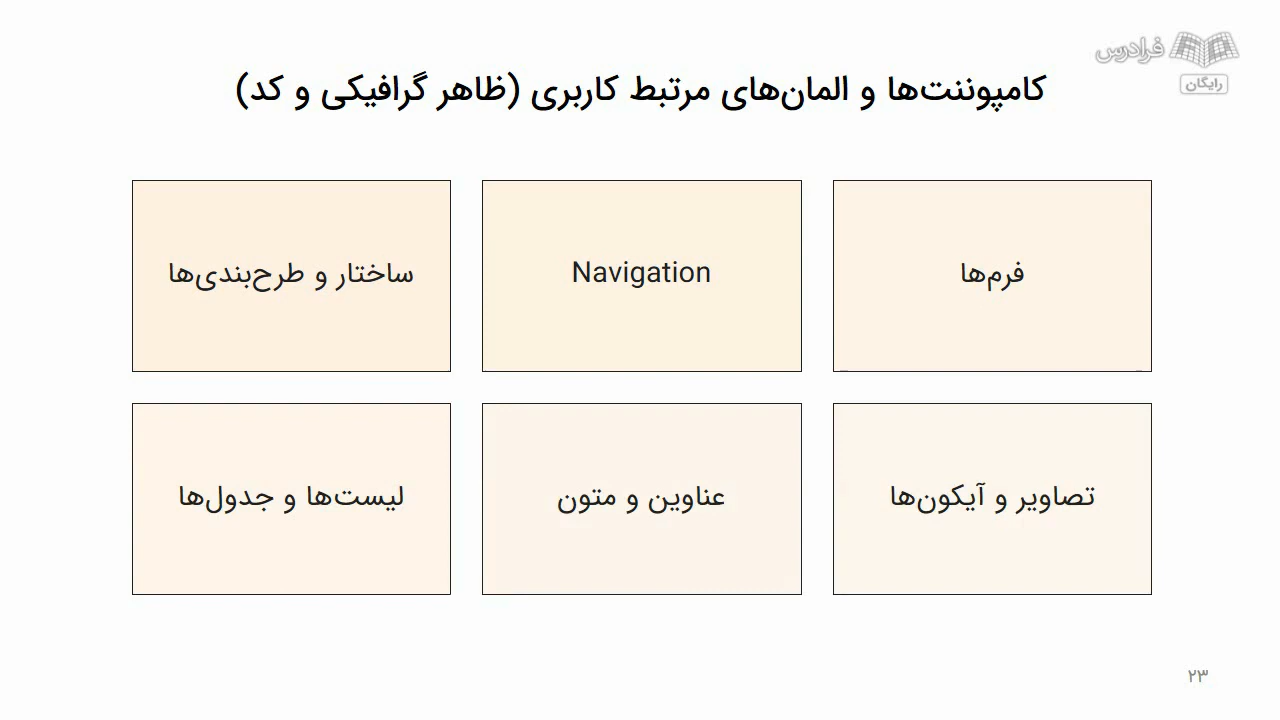 فرادرس
رایگان
کامپوننت‌ها و المان‌های مرتبط کاربری (ظاهر گرافیکی و کد)
فرم‌ها
Navigation
ساختار و طرح‌بندی‌ها
تصاویر و آیکون‌ها
عناوین و متون
لیست‌ها و جدول‌ها
۲۳